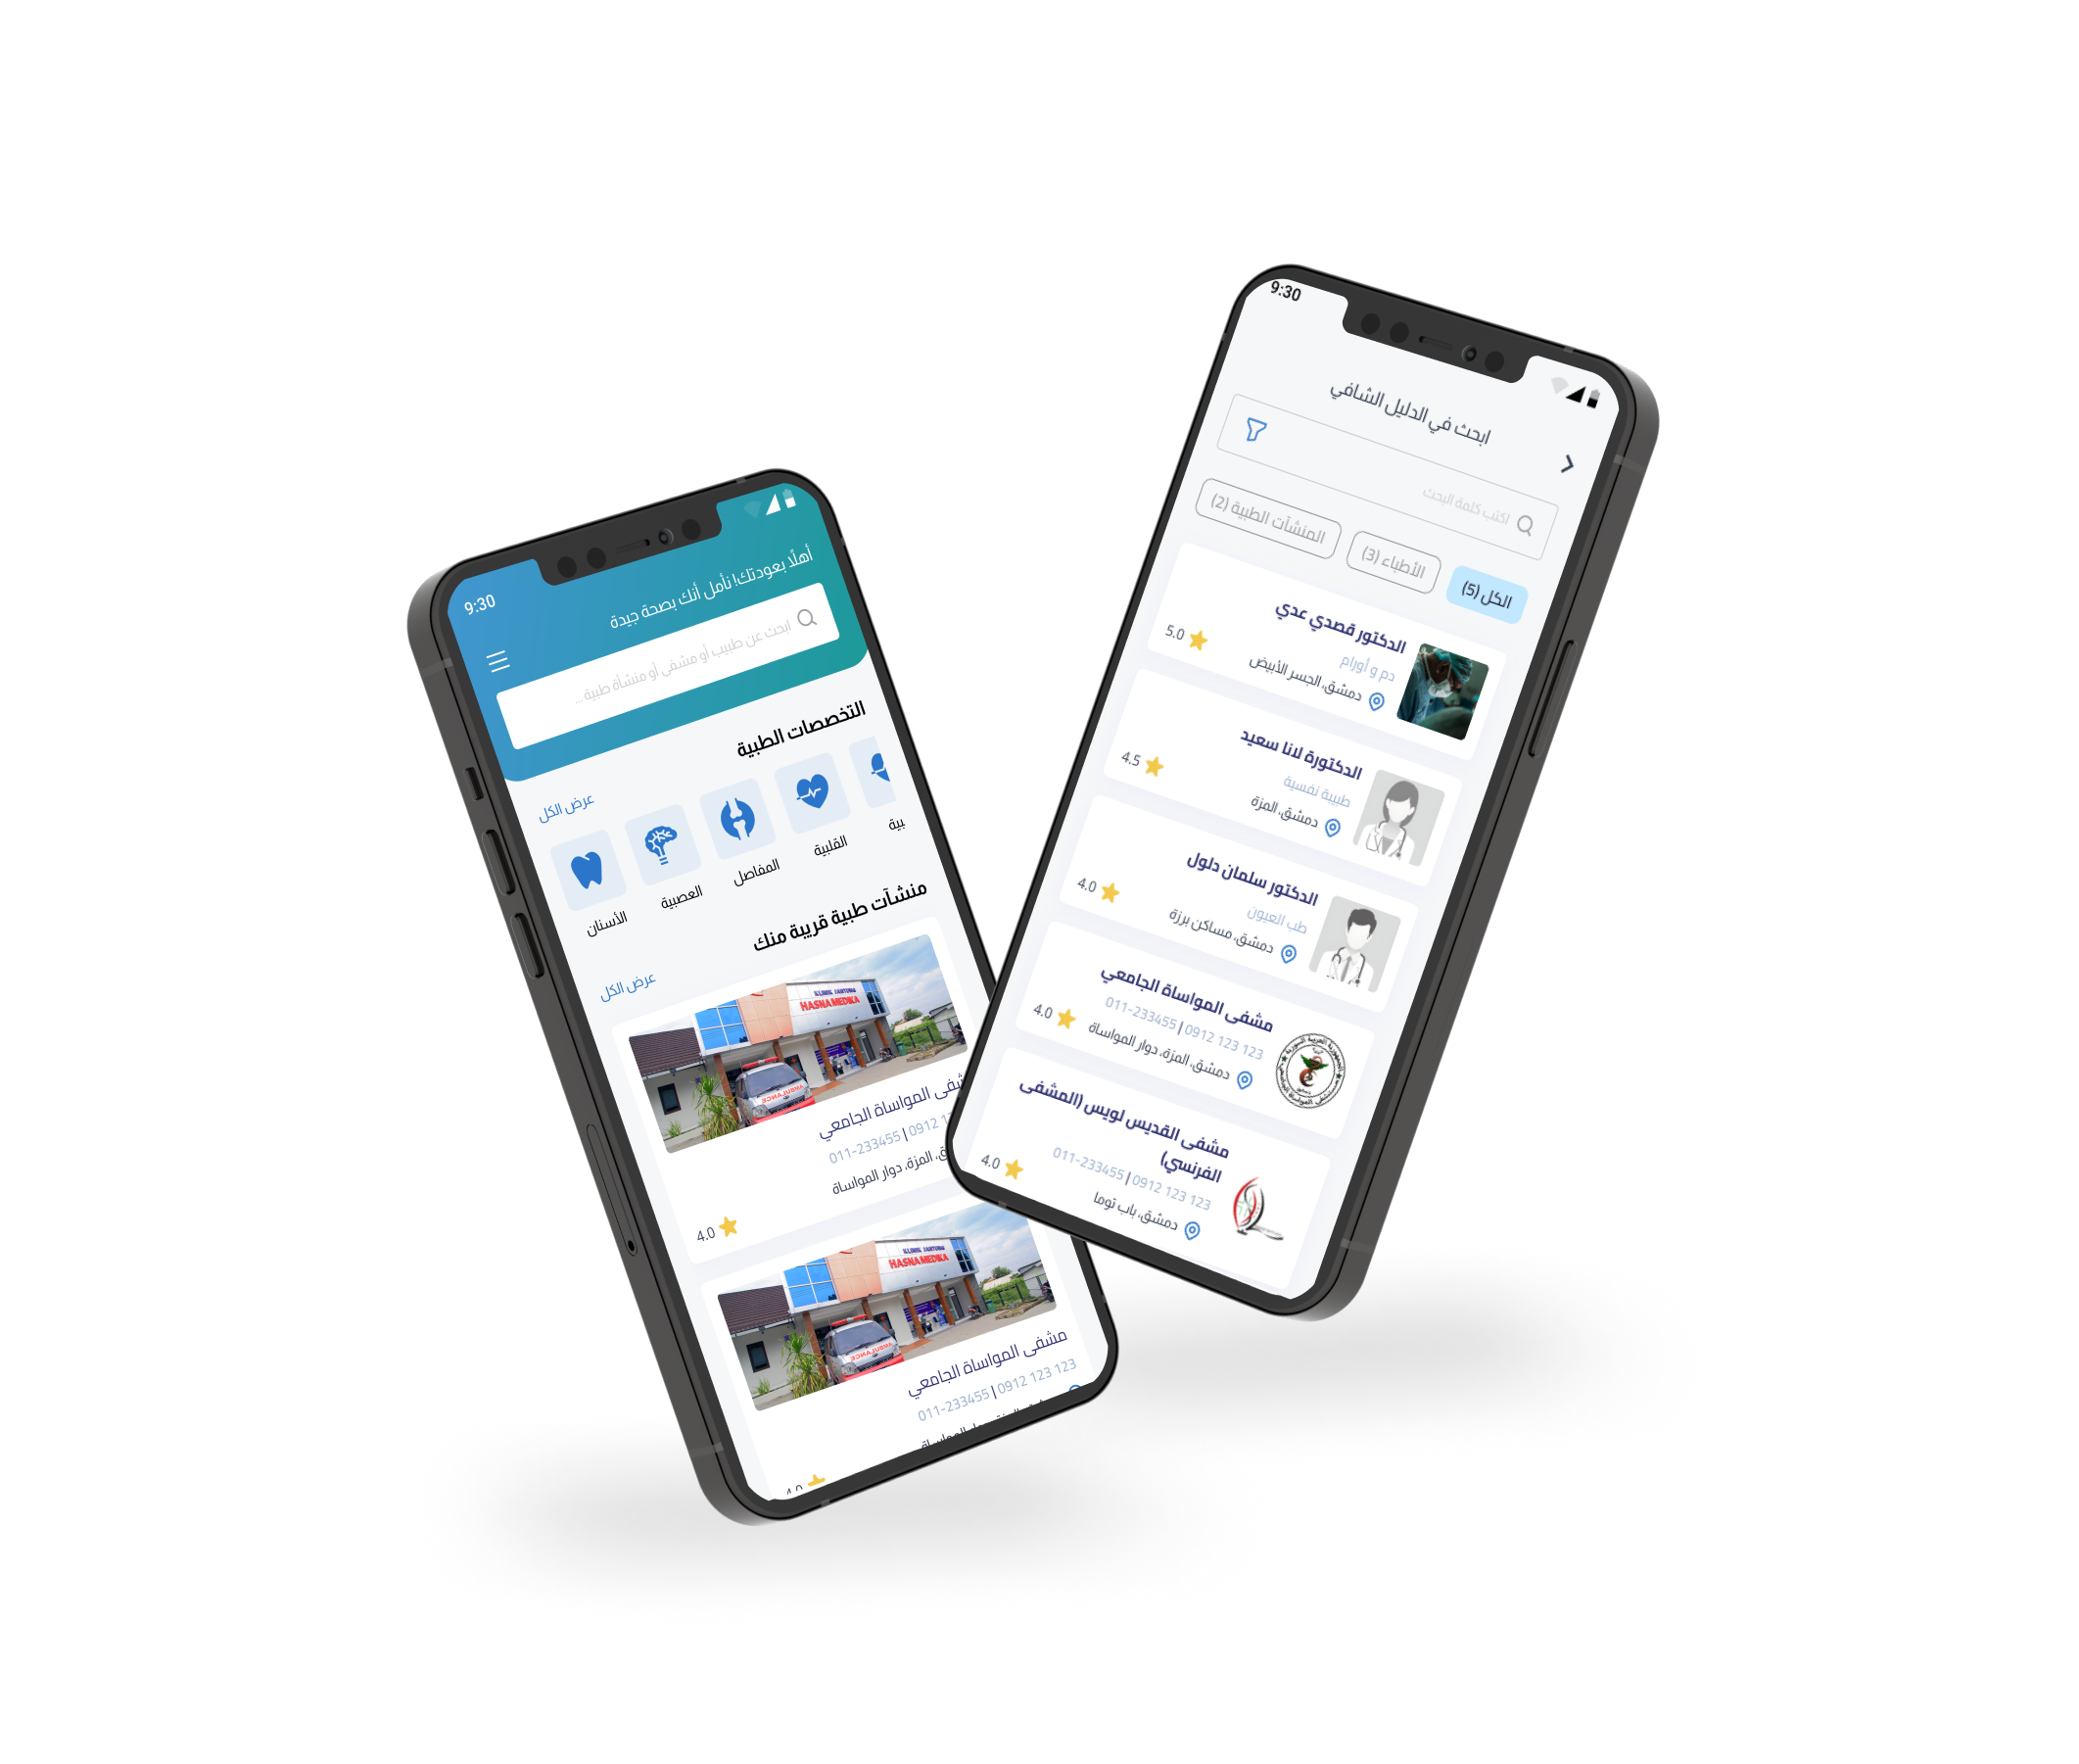 9:30
أهلًا بعودتك! نأمل أنك بصحة جيدة
ابحث عن طبيب أو مشفى أو منشأة طبية ...
التخصصات الطبية
عرض الكل
القلبية
المفاصل
العصبية
الأسنان
منشآت طبية قريبة منك
عرض الكل
KLINIK JANTUNG
HASNA MEDIKA
AMBULANCE
المواساة الجامعي
011-233455 | 0912
المزة، دوار المواساة
4.0
KLINIK JANTUNG
HASNA MEDIKA
AMBULANCE
مشفى المواساة الجامعي
011-233455 | 0912 123 123
4.0
9:30
ابحث في الدليل الشافي
اكتب كلمة البحث
الكل (5)
الأطباء (3)
المنشآت الطبية (2)
الدكتور قصدي عدي
دم و أورام
دمشق، الجسر الأبيض
5.0
الدكتورة لانا سعيد
طبيبة نفسية
دمشق، المزة
4.5
الدكتور سلمان دلول
طب العيون
دمشق، مساكن برزة
4.0
مشفى المواساة الجامعي
011-233455 | 0912 123 123
دمشق، المزة، دوار المواساة
4.0
مشفى القديس لويس (المشفى
الفرنسي)
011-233455 | 0912 123 123
دمشق، باب توما
4.0